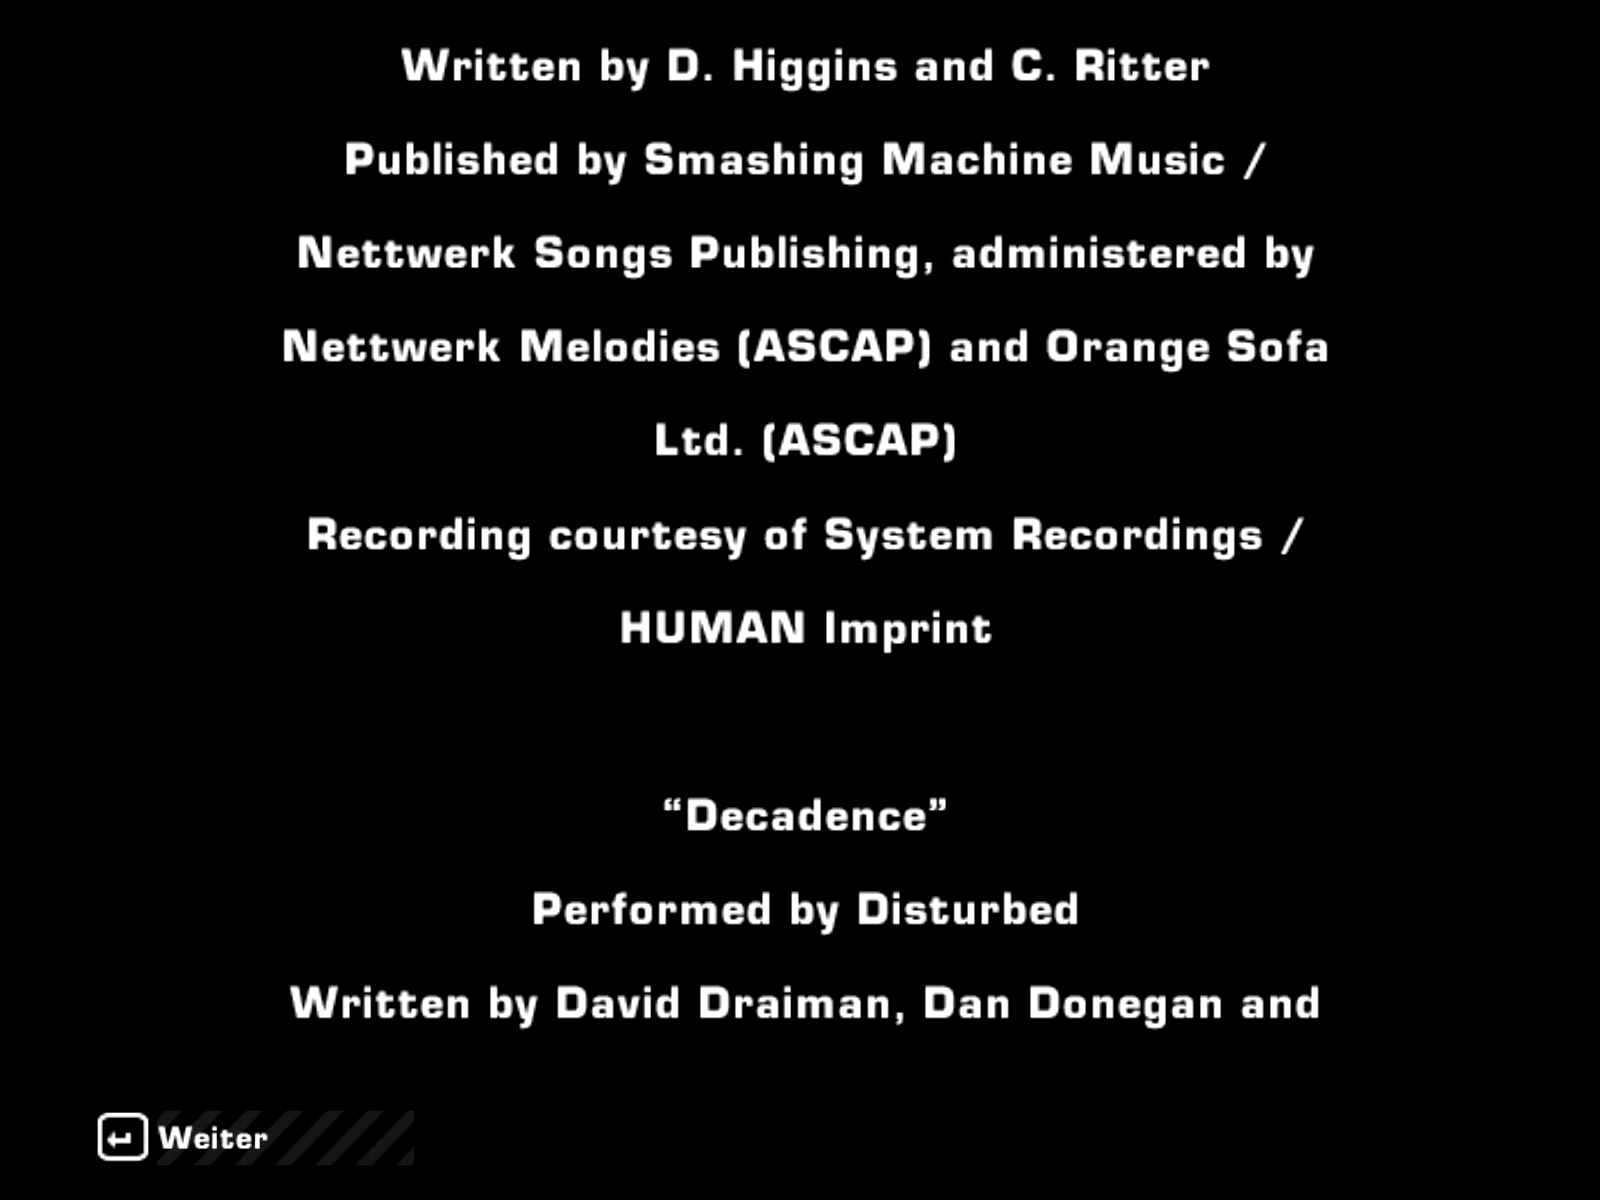 Written by D. Higgins and C. Ritter
Published by Smashing Machine Music /
Nettwerk Songs Publishing, administered by
Nettwerk Melodies (ASCAP) and Orange Sofa
Ltd. (ASCAP)
Recording courtesy of System Recordings /
HUMAN Imprint
“Decadence”
Performed by Disturbed
Written by David Draiman, Dan Donegan and
Weiter